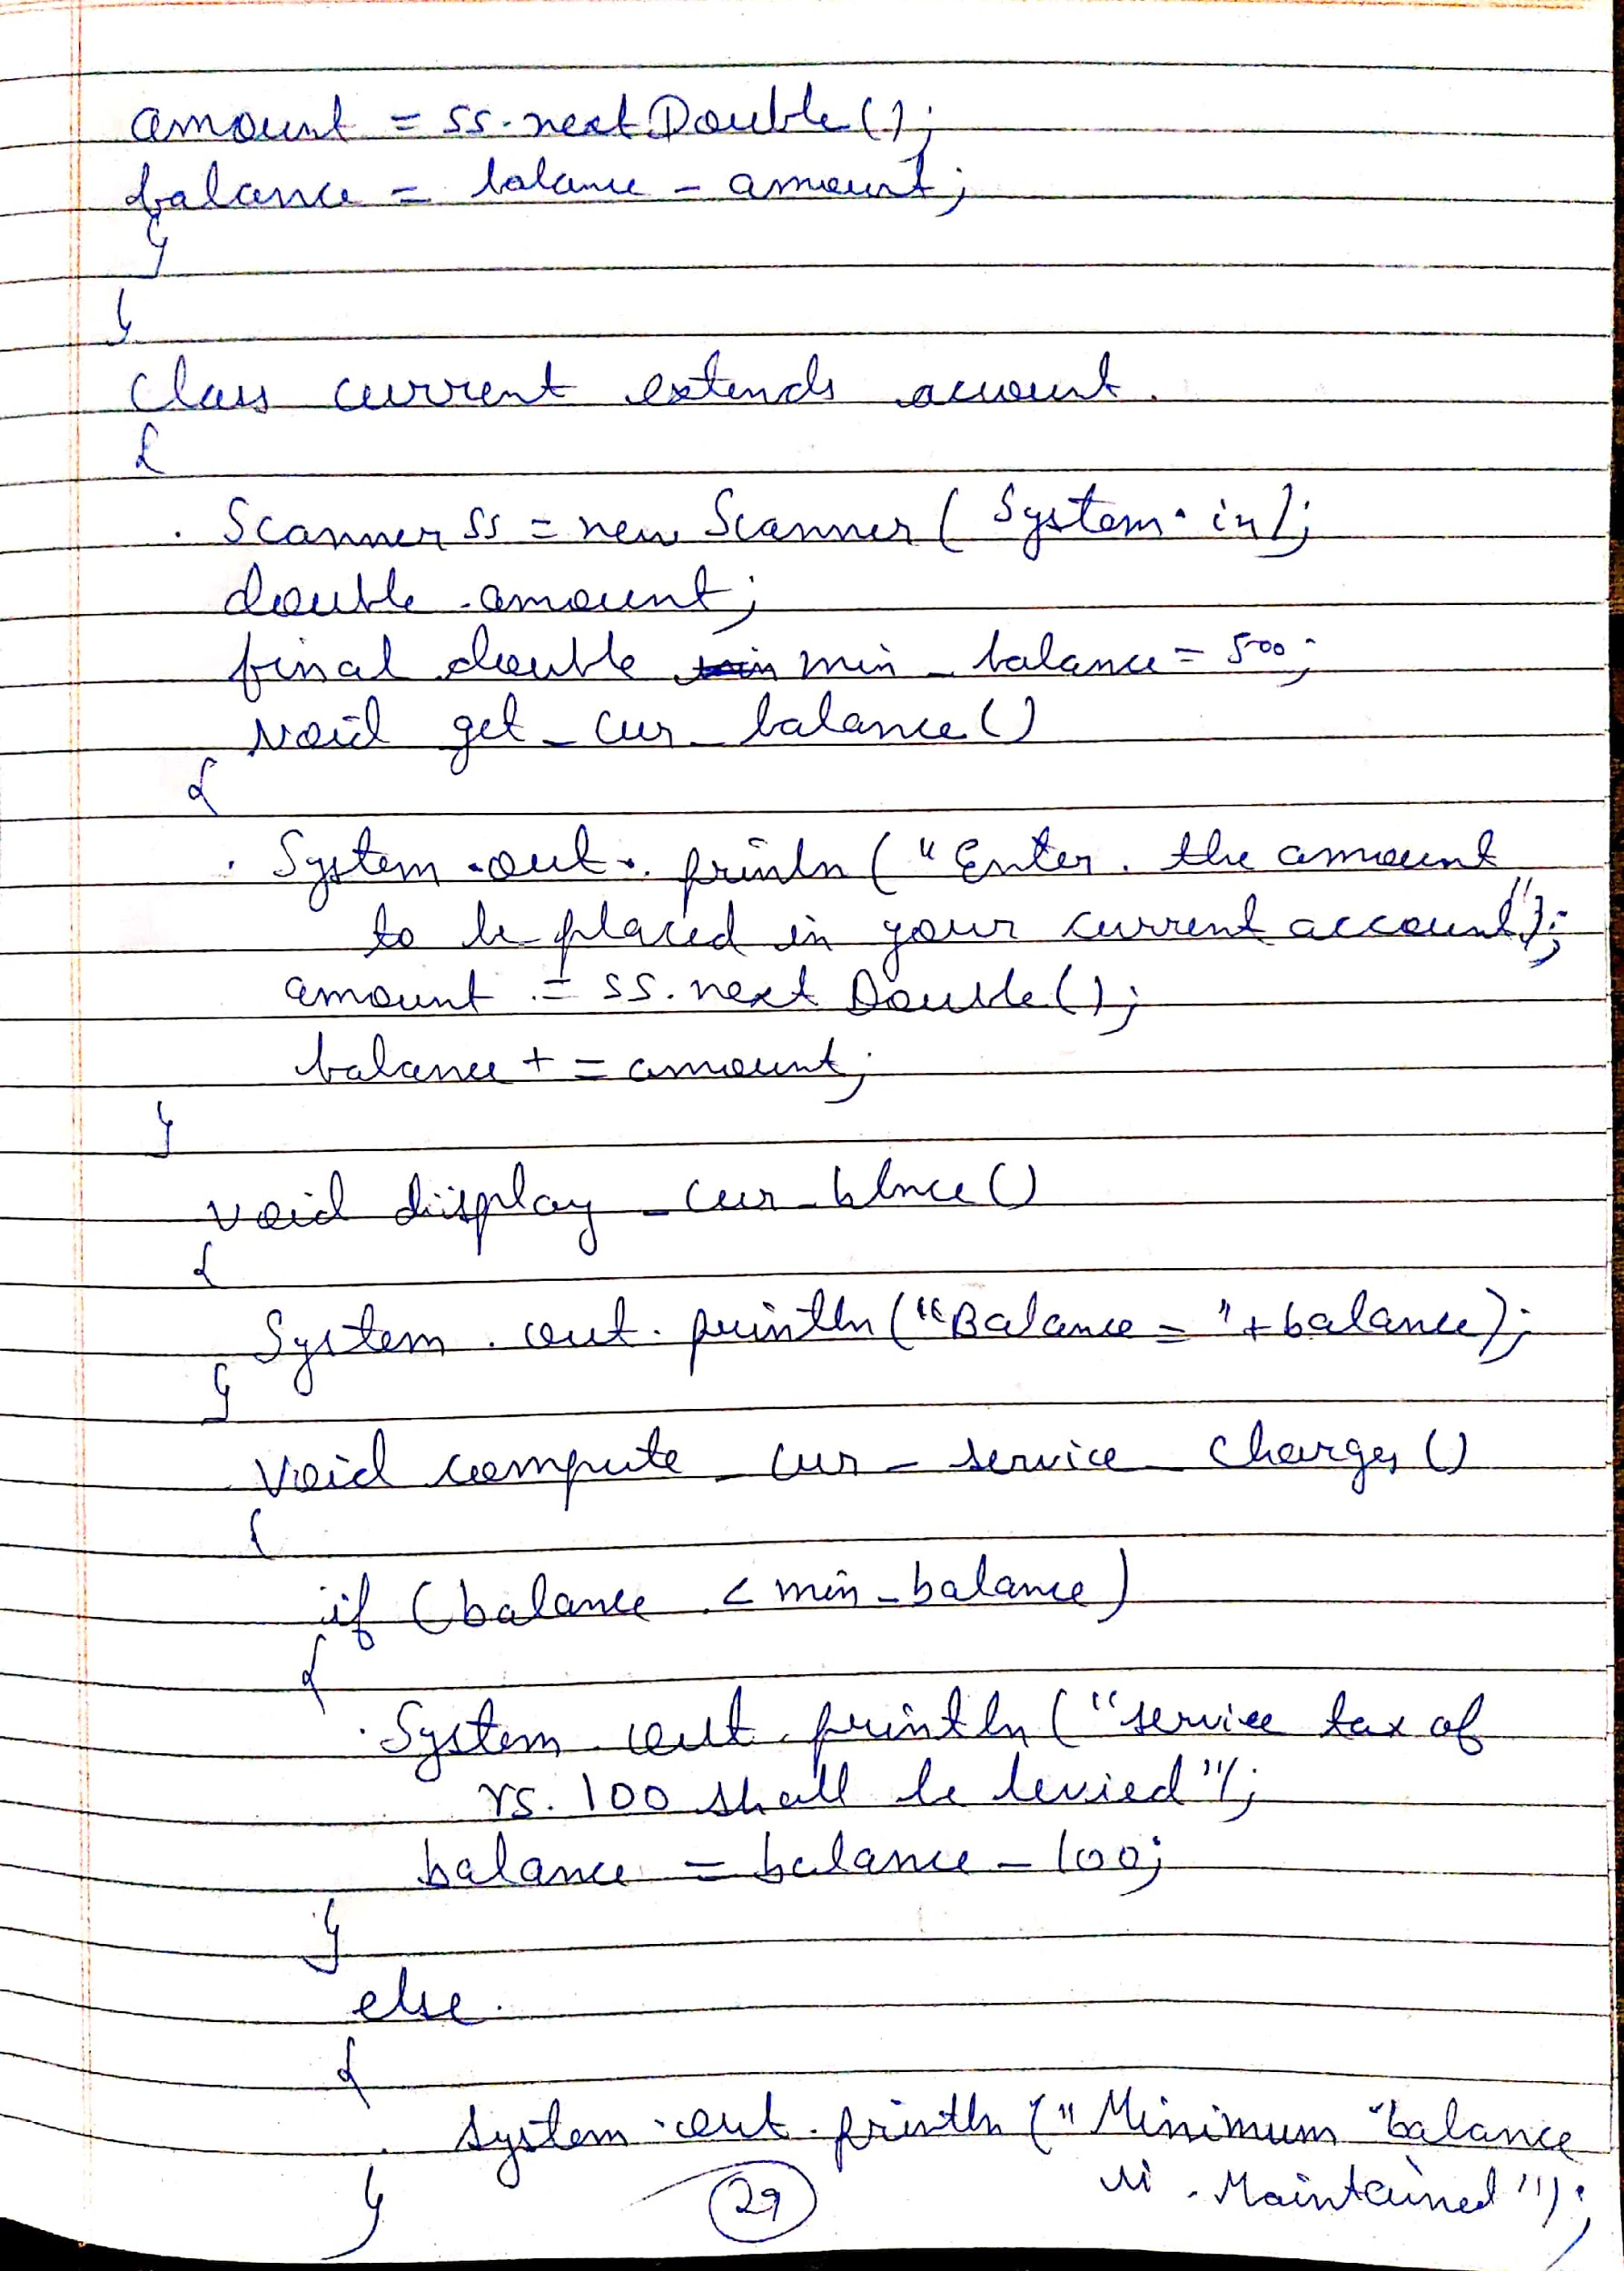 amount = ss.nextDouble();
balance = balance - amount;
}
}
class current extends account
{
Scanner ss = new Scanner(System.in);
double amount;
final double min_balance = 500;
void get_cur_balance()
{
System.out.println("Enter the amount
to be placed in your current account");
amount = ss.nextDouble();
balance += amount;
}
void display_cur_blnce()
{
System.out.println("Balance = "+balance);
}
void compute_cur_service_charges()
{
if (balance < min_balance)
{
System.out.println("service tax of
rs. 100 shall be levied");
balance = balance - 100;
}
else
{
System.out.println("Minimum balance
is Maintained");
}
29